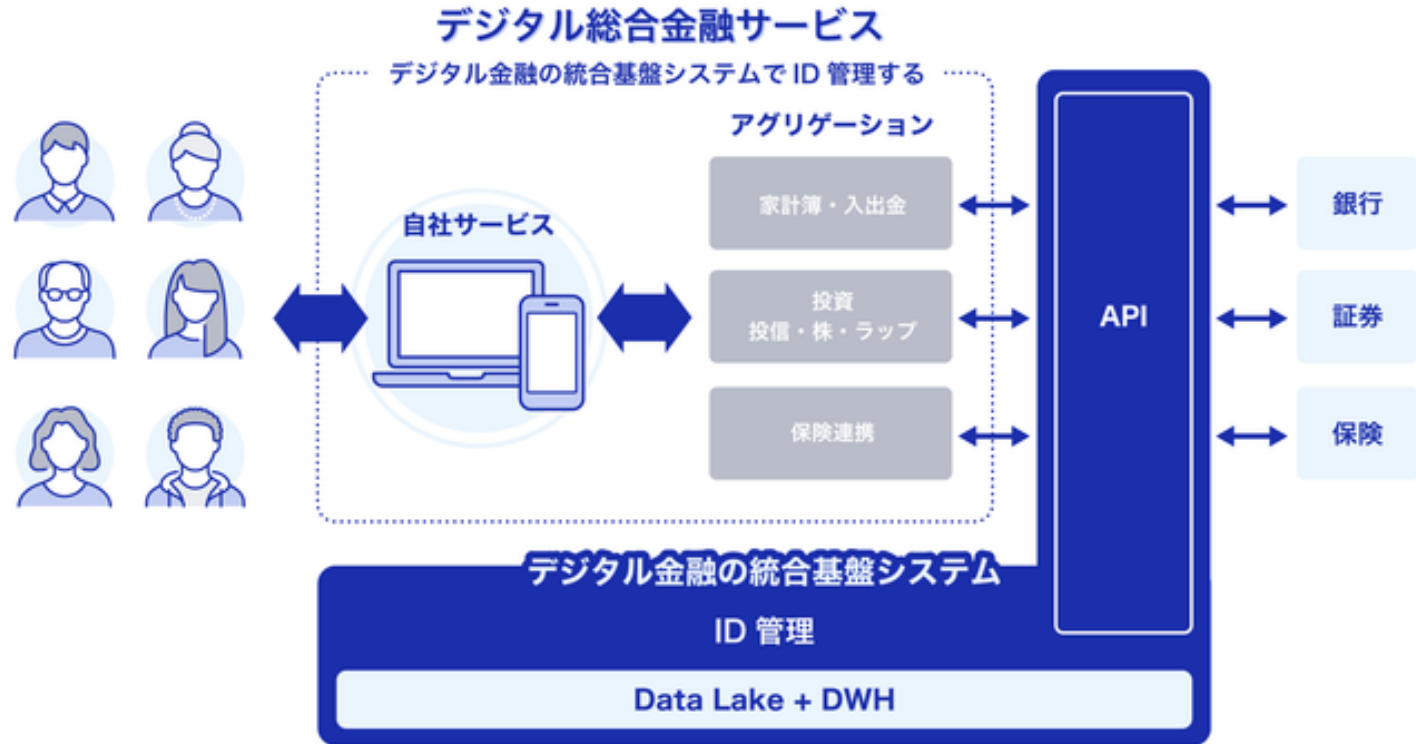 デジタル総合金融サービス
デジタル金融の統合基盤システムで ID 管理する
アグリゲーション
自社サービス
家計簿・入出金
投資
投信・株・ラップ
保険連携
API
銀行
証券
保険
デジタル金融の統合基盤システム
ID 管理
Data Lake + DWH